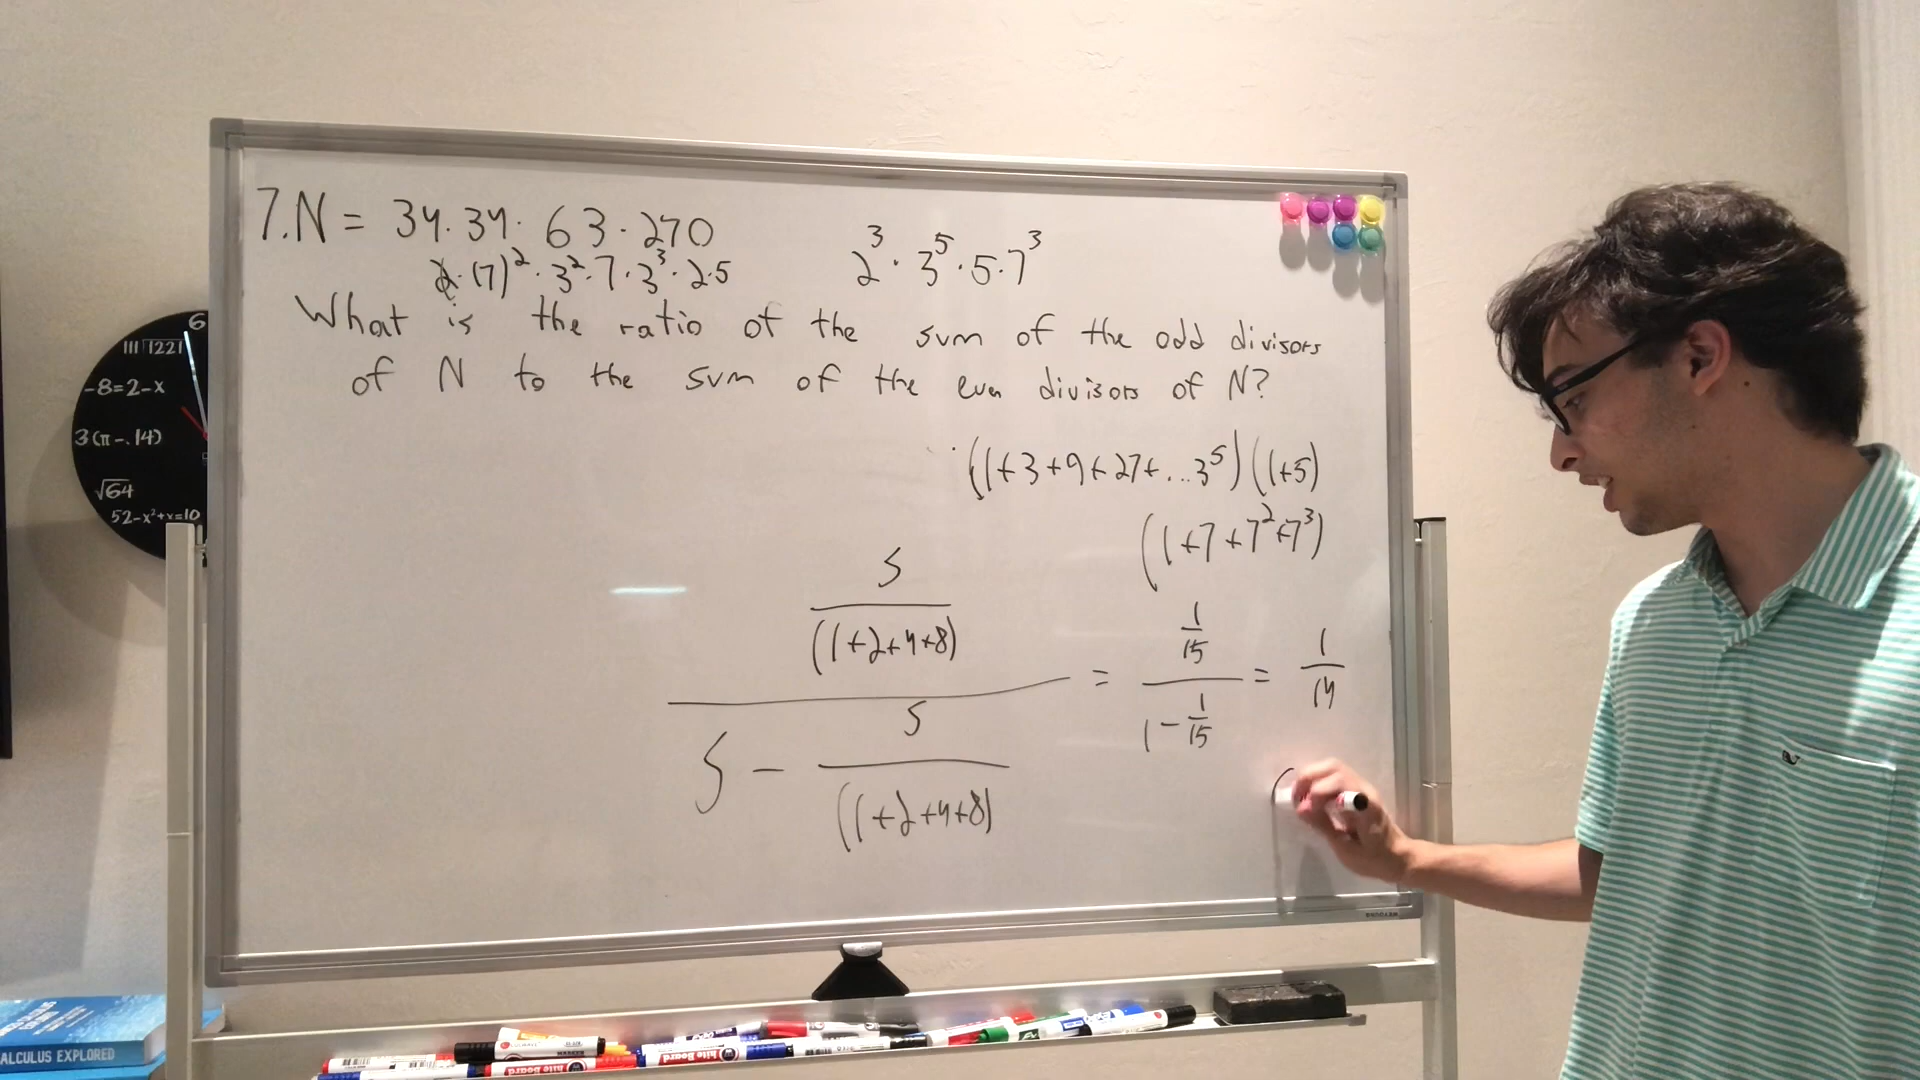 7. N = 34·34·63·270
2·(7)²·3²·7·3³·2·5
2³·3⁵·5·7³
What is the ratio of the sum of the odd divisors
of N to the sum of the even divisors of N?
(1+3+9+27+...3⁵)(1+5)
(1+7+7²+7³)
S/(1+2+4+8) / (S - S/(1+2+4+8)) = (1/15)/(1 - 1/15) = 1/14
6
111 1221
-8=2-x
3(π-.14)
√64
52-x²+x=10
CALCULUS EXPLORED